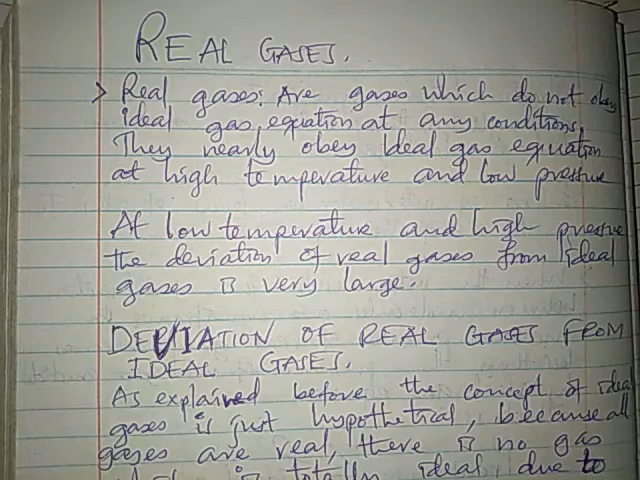 REAL GASES.
> Real gases: Are gases which do not obey
ideal gas equation at any conditions.
They nearly obey Ideal gas equation
at high temperature and low pressure
At low temperature and high pressure
the deviation of real gases from ideal
gases is very large.
DEVIATION OF REAL GASES FROM
IDEAL GASES.
As explained before the concept of ideal
gases is just hypothetical, because all
gases are real, there is no gas
is totally ideal, due to